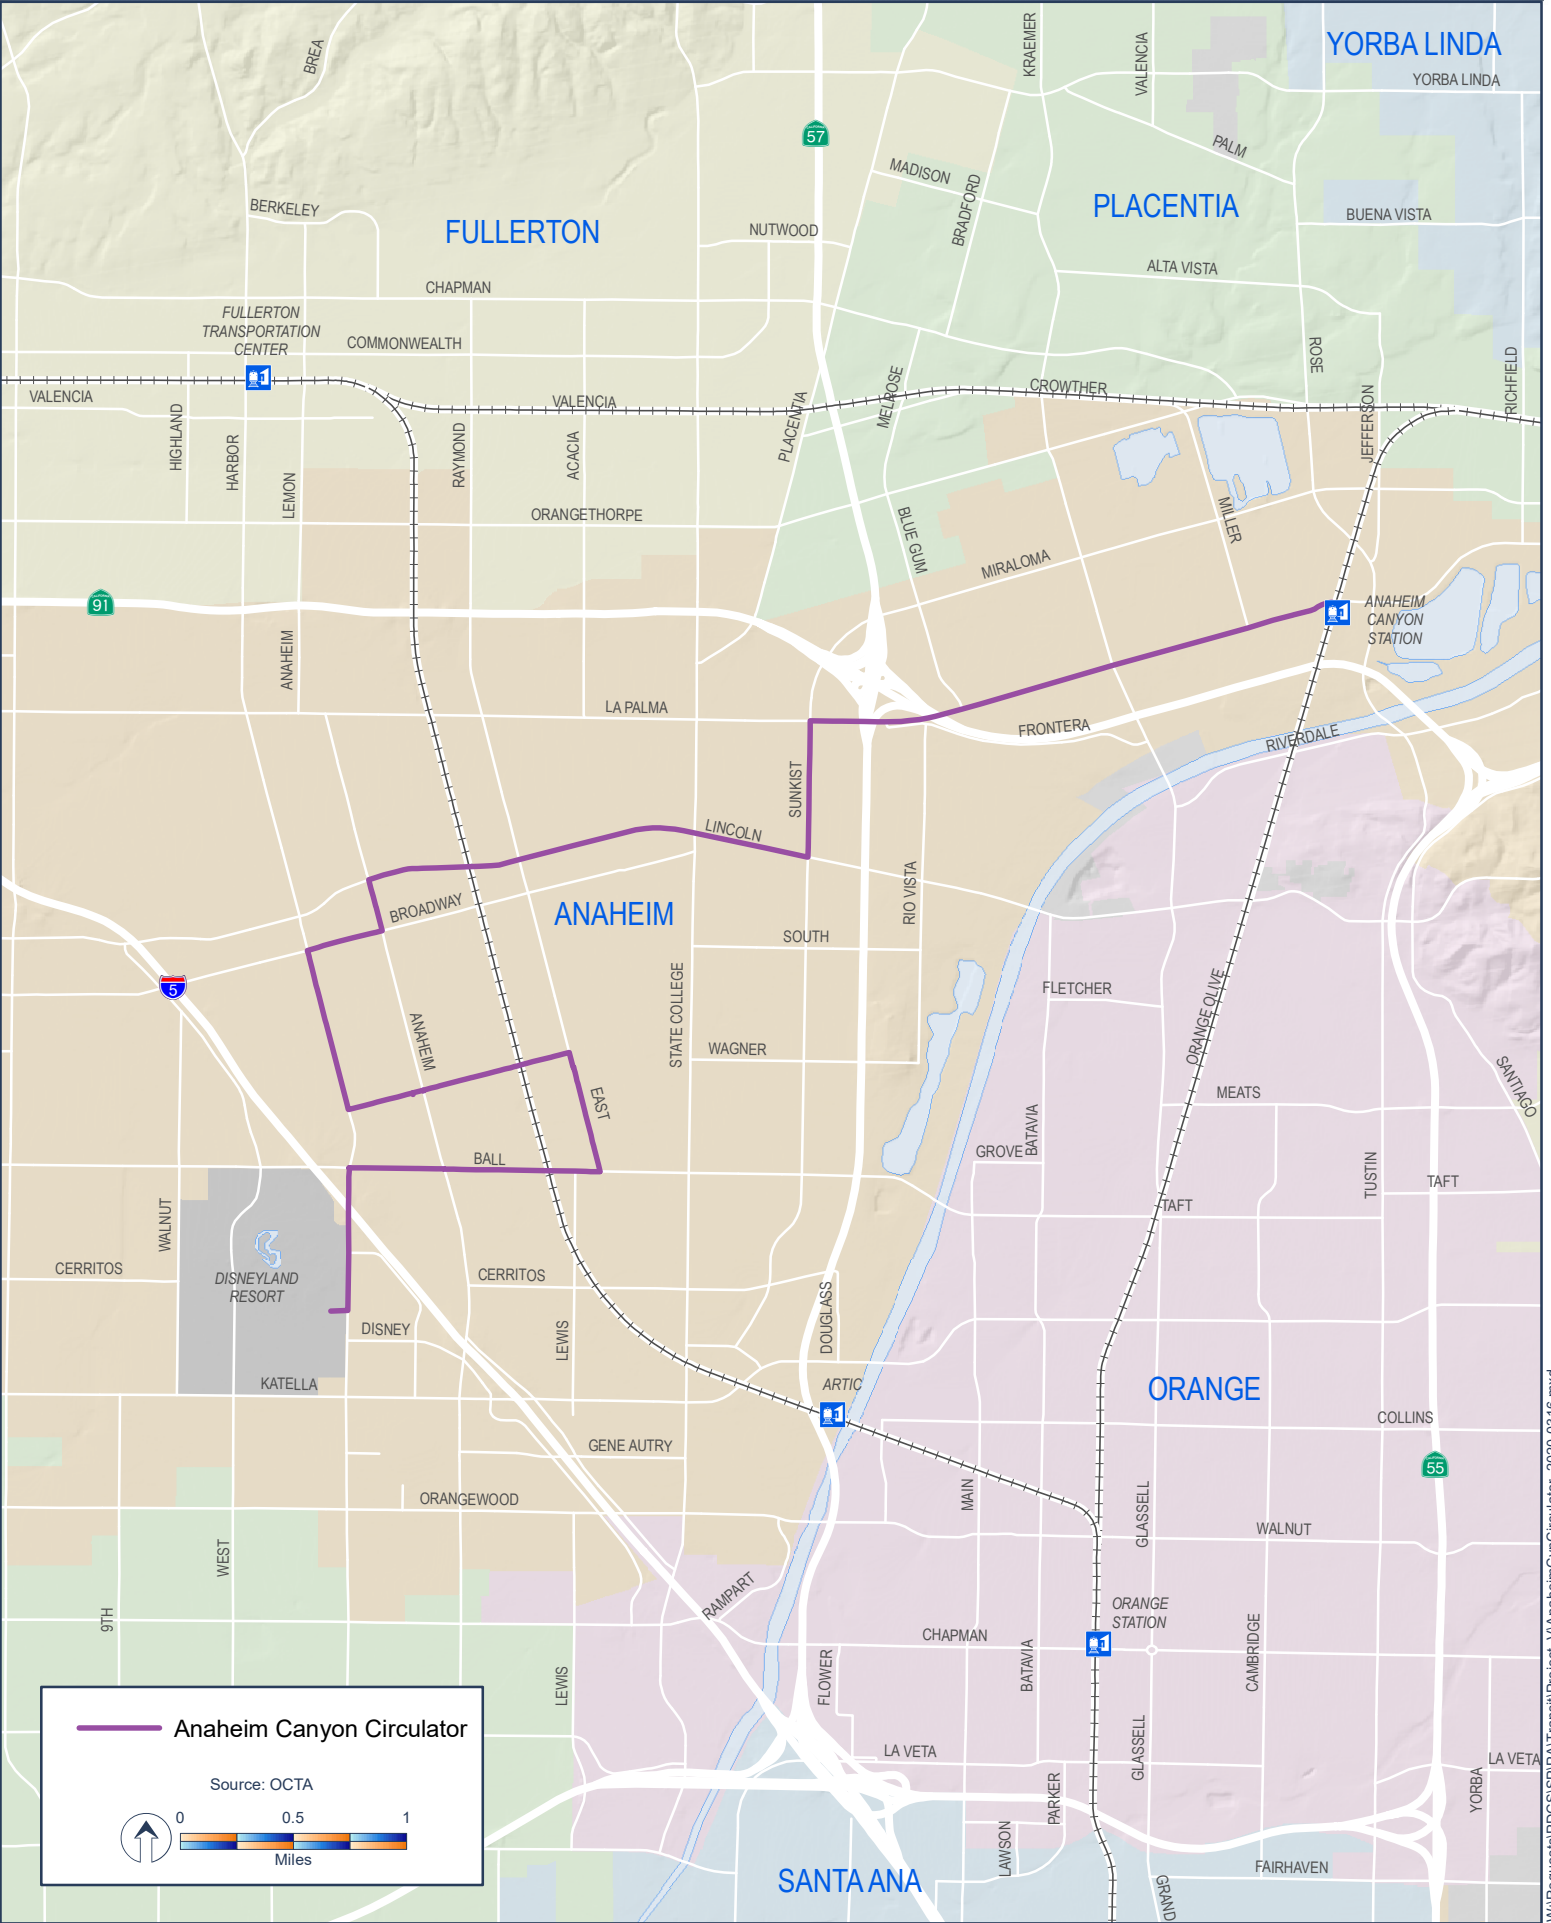 YORBA LINDA
YORBA LINDA
BREA
KRAEMER
VALENCIA
57
PALM
MADISON
BRADFORD
PLACENTIA
BERKELEY
FULLERTON
NUTWOOD
BUENA VISTA
ALTA VISTA
CHAPMAN
FULLERTON
TRANSPORTATION
CENTER
COMMONWEALTH
ROSE
RICHFIELD
VALENCIA
VALENCIA
PLACENTIA
MELROSE
CROWTHER
JEFFERSON
HIGHLAND
HARBOR
LEMON
RAYMOND
ACACIA
ORANGETHORPE
BLUE GUM
MILLER
MIRALOMA
91
ANAHEIM
CANYON
STATION
ANAHEIM
LA PALMA
FRONTERA
RIVERDALE
SUNKIST
LINCOLN
BROADWAY
ANAHEIM
RIO VISTA
SOUTH
5
STATE COLLEGE
FLETCHER
ORANGE OLIVE
ANAHEIM
WAGNER
EAST
MEATS
SANTIAGO
BATAVIA
GROVE
BALL
TUSTIN
TAFT
TAFT
WALNUT
CERRITOS
DISNEYLAND
RESORT
CERRITOS
DISNEY
LEWIS
DOUGLASS
KATELLA
ARTIC
ORANGE
COLLINS
GENE AUTRY
55
ORANGEWOOD
MAIN
GLASSELL
WALNUT
WEST
9TH
RAMPART
ORANGE
STATION
CHAPMAN
LEWIS
FLOWER
BATAVIA
CAMBRIDGE
GLASSELL
LA VETA
LA VETA
PARKER
YORBA
LAWSON
FAIRHAVEN
SANTA ANA
GRAND
Anaheim Canyon Circulator
Source: OCTA
0 0.5 1
Miles